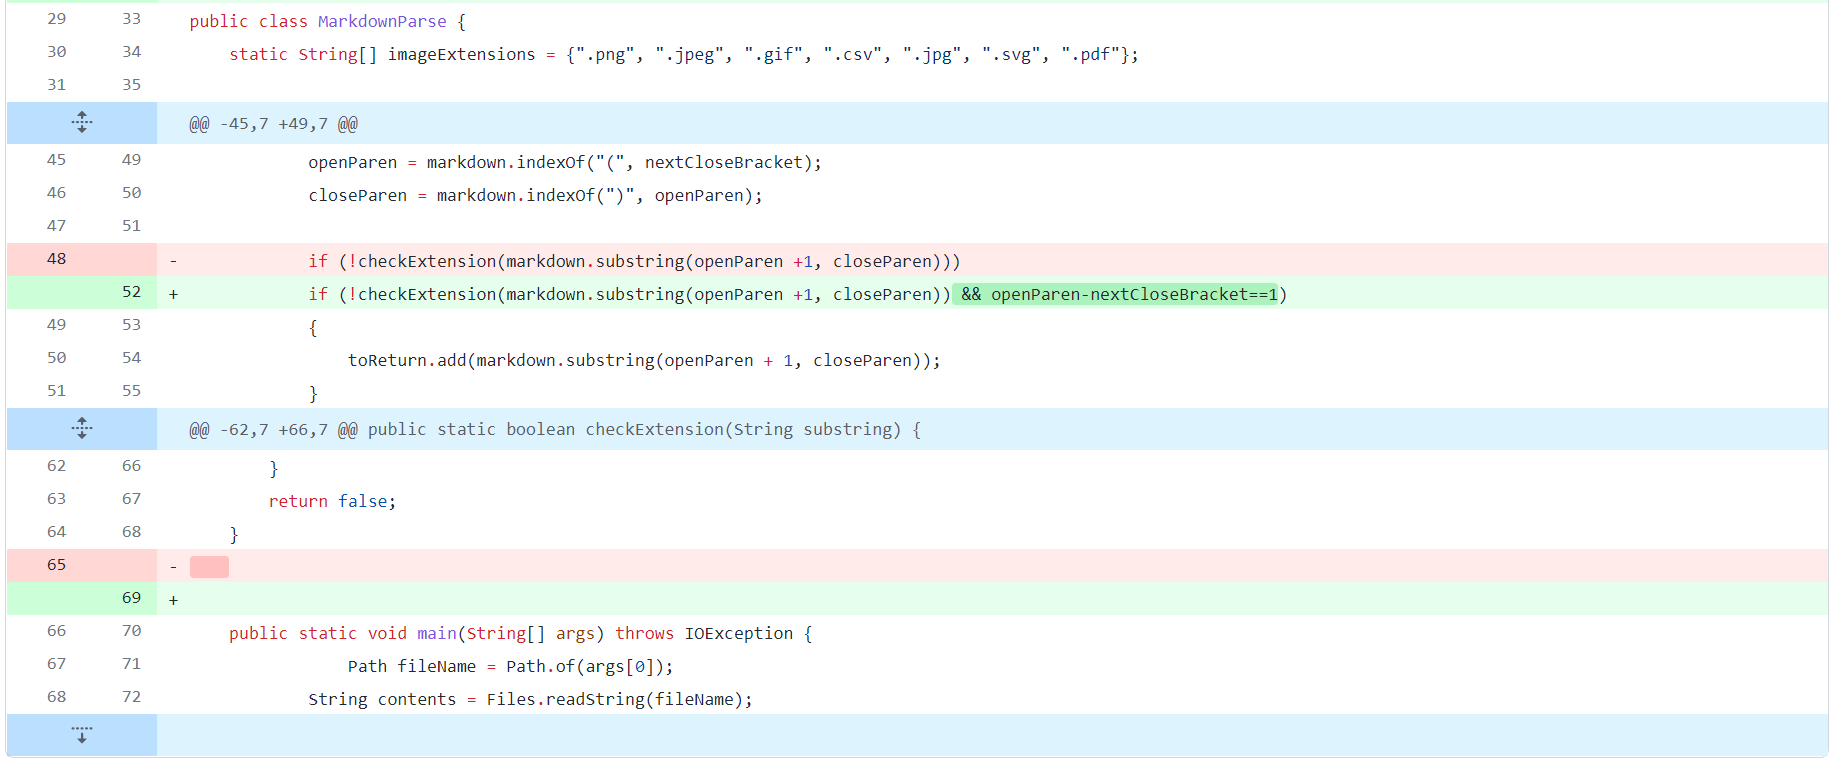 29 33 public class MarkdownParse {
30 34 static String[] imageExtensions = {".png", ".jpeg", ".gif", ".csv", ".jpg", ".svg", ".pdf"};
31 35
@@ -45,7 +49,7 @@
45 49 openParen = markdown.indexOf("(", nextCloseBracket);
46 50 closeParen = markdown.indexOf(")", openParen);
47 51
48 - if (!checkExtension(markdown.substring(openParen +1, closeParen)))
52 + if (!checkExtension(markdown.substring(openParen +1, closeParen)) && openParen-nextCloseBracket==1)
49 53 {
50 54 toReturn.add(markdown.substring(openParen + 1, closeParen));
51 55 }
@@ -62,7 +66,7 @@ public static boolean checkExtension(String substring) {
62 66 }
63 67 return false;
64 68 }
65 -
69 +
66 70 public static void main(String[] args) throws IOException {
67 71 Path fileName = Path.of(args[0]);
68 72 String contents = Files.readString(fileName);